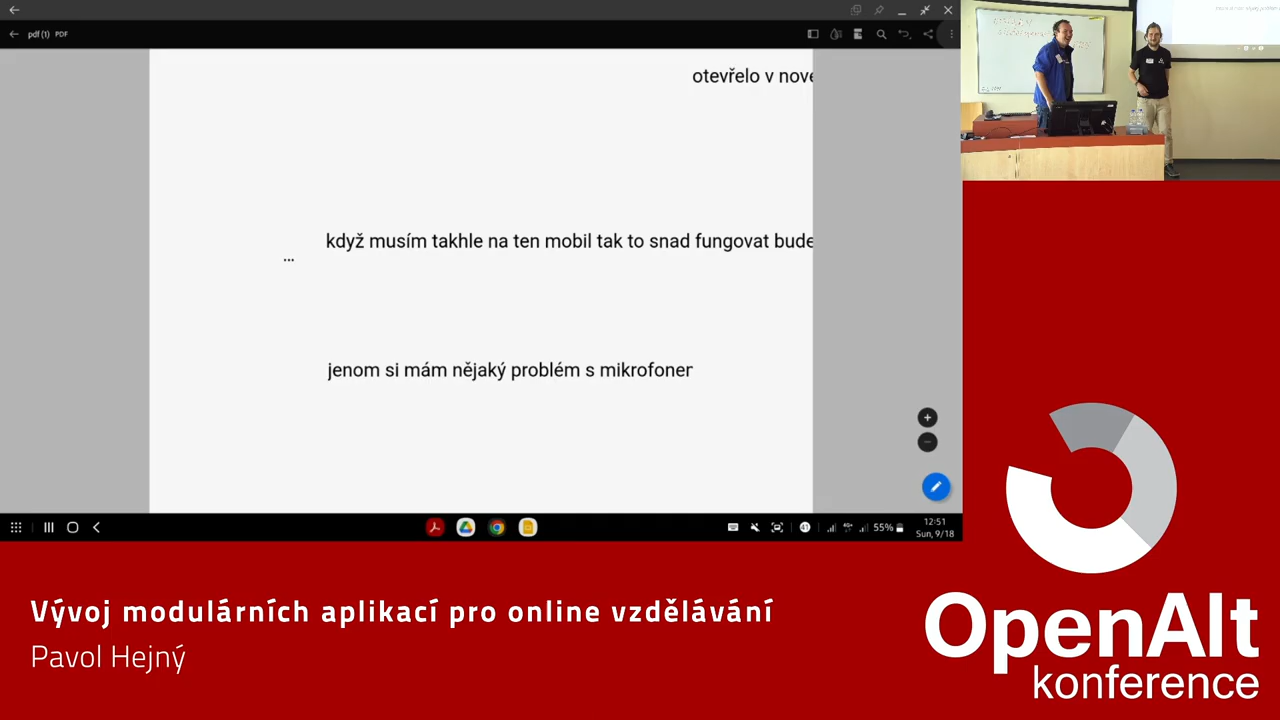 pdf (1) PDF
otevřelo v nove
když musím takhle na ten mobil tak to snad fungovat bude
...
jenom si mám nějaký problém s mikrofoner
41
55%
12:51
Sun, 9/18
Vývoj modulárních aplikací pro online vzdělávání
Pavol Hejný
OpenAlt
konference